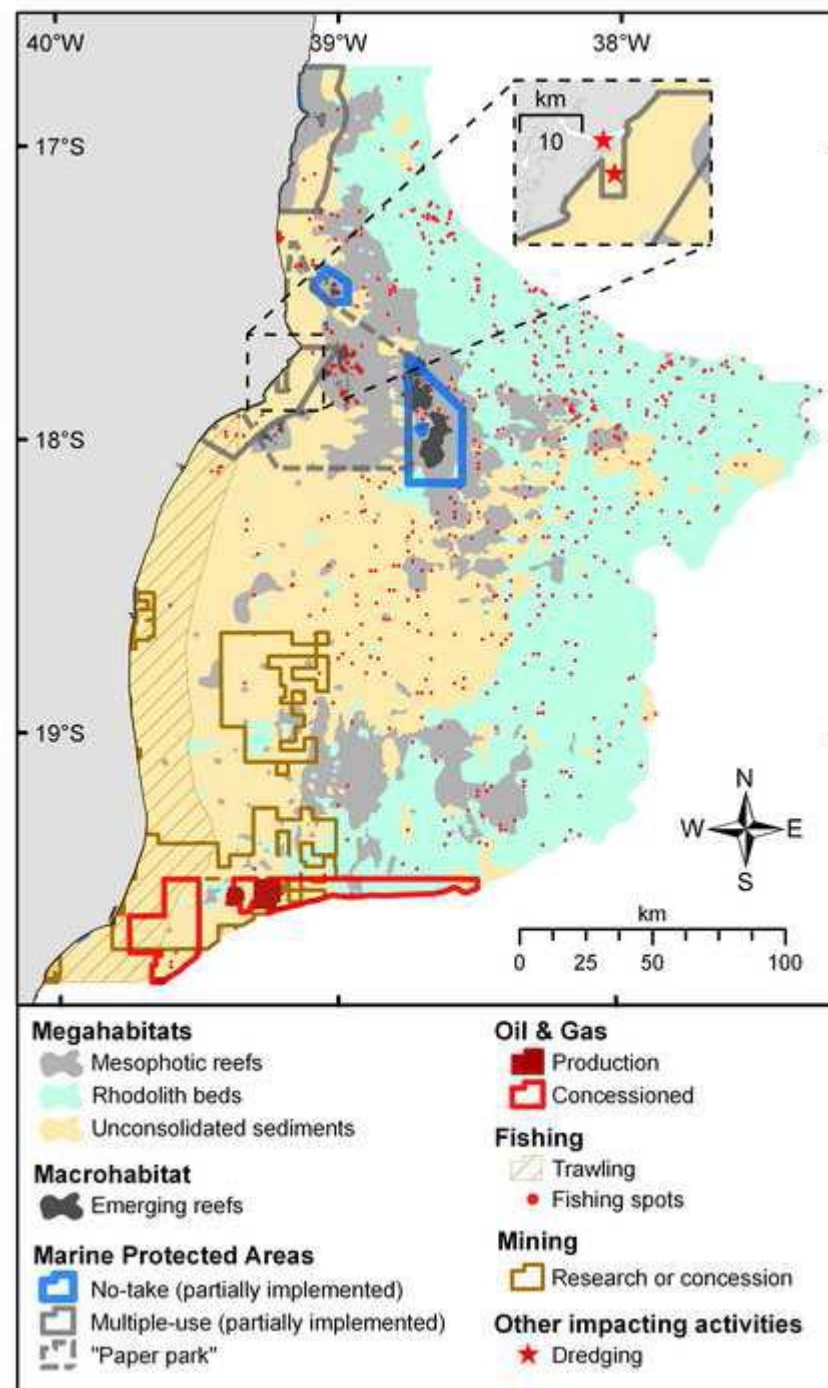 40°W 39°W 38°W
km
10
17°S
18°S
19°S
N
W E
S
km
0 25 50 100
Megahabitats
Mesophotic reefs
Rhodolith beds
Unconsolidated sediments
Macrohabitat
Emerging reefs
Marine Protected Areas
No-take (partially implemented)
Multiple-use (partially implemented)
"Paper park"
Oil & Gas
Production
Concessioned
Fishing
Trawling
Fishing spots
Mining
Research or concession
Other impacting activities
Dredging